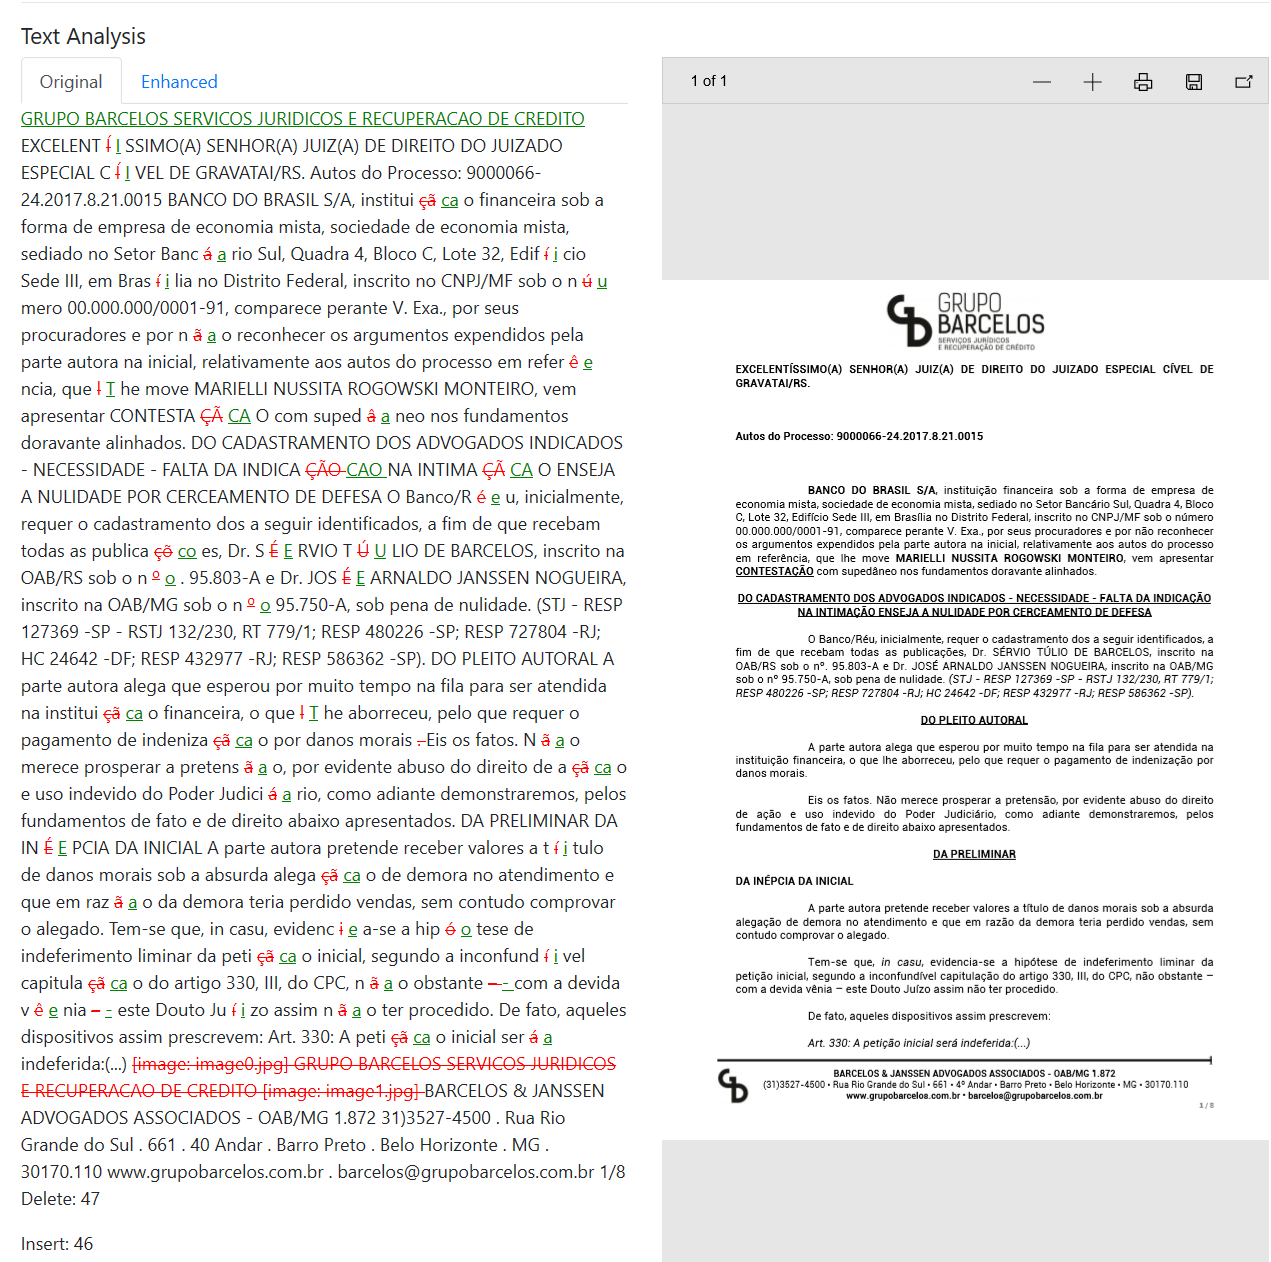 Text Analysis
Original Enhanced
GRUPO BARCELOS SERVICOS JURIDICOS E RECUPERACAO DE CREDITO
EXCELENT Í I SSIMO(A) SENHOR(A) JUIZ(A) DE DIREITO DO JUIZADO
ESPECIAL C Í I VEL DE GRAVATAI/RS. Autos do Processo: 9000066-
24.2017.8.21.0015 BANCO DO BRASIL S/A, institui çã ca o financeira sob a
forma de empresa de economia mista, sociedade de economia mista,
sediado no Setor Banc á a rio Sul, Quadra 4, Bloco C, Lote 32, Edif í i cio
Sede III, em Bras í i lia no Distrito Federal, inscrito no CNPJ/MF sob o n ú u
mero 00.000.000/0001-91, comparece perante V. Exa., por seus
procuradores e por n ã a o reconhecer os argumentos expendidos pela
parte autora na inicial, relativamente aos autos do processo em refer ê e
ncia, que l T he move MARIELLI NUSSITA ROGOWSKI MONTEIRO, vem
apresentar CONTESTA ÇÃ CA O com suped â a neo nos fundamentos
doravante alinhados. DO CADASTRAMENTO DOS ADVOGADOS INDICADOS
- NECESSIDADE - FALTA DA INDICA ÇÃO CAO NA INTIMA ÇÃ CA O ENSEJA
A NULIDADE POR CERCEAMENTO DE DEFESA O Banco/R é e u, inicialmente,
requer o cadastramento dos a seguir identificados, a fim de que recebam
todas as publica çõ co es, Dr. S É E RVIO T Ú U LIO DE BARCELOS, inscrito na
OAB/RS sob o n º o . 95.803-A e Dr. JOS É E ARNALDO JANSSEN NOGUEIRA,
inscrito na OAB/MG sob o n º o 95.750-A, sob pena de nulidade. (STJ - RESP
127369 -SP - RSTJ 132/230, RT 779/1; RESP 480226 -SP; RESP 727804 -RJ;
HC 24642 -DF; RESP 432977 -RJ; RESP 586362 -SP). DO PLEITO AUTORAL A
parte autora alega que esperou por muito tempo na fila para ser atendida
na institui çã ca o financeira, o que l T he aborreceu, pelo que requer o
pagamento de indeniza çã ca o por danos morais . Eis os fatos. N ã a o
merece prosperar a pretens ã a o, por evidente abuso do direito de a çã ca o
e uso indevido do Poder Judici á a rio, como adiante demonstraremos, pelos
fundamentos de fato e de direito abaixo apresentados. DA PRELIMINAR DA
IN É E PCIA DA INICIAL A parte autora pretende receber valores a t í i tulo
de danos morais sob a absurda alega çã ca o de demora no atendimento e
que em raz ã a o da demora teria perdido vendas, sem contudo comprovar
o alegado. Tem-se que, in casu, evidenc i e a-se a hip ó o tese de
indeferimento liminar da peti çã ca o inicial, segundo a inconfund í i vel
capitula çã ca o do artigo 330, III, do CPC, n ã a o obstante – - com a devida
v ê e nia – - este Douto Ju í i zo assim n ã a o ter procedido. De fato, aqueles
dispositivos assim prescrevem: Art. 330: A peti çã ca o inicial ser á a
indeferida:(...) [image: image0.jpg] GRUPO BARCELOS SERVICOS JURIDICOS
E RECUPERACAO DE CREDITO [image: image1.jpg] BARCELOS & JANSSEN
ADVOGADOS ASSOCIADOS - OAB/MG 1.872 31)3527-4500 . Rua Rio
Grande do Sul . 661 . 40 Andar . Barro Preto . Belo Horizonte . MG .
30170.110 www.grupobarcelos.com.br . barcelos@grupobarcelos.com.br 1/8
Delete: 47
Insert: 46
1 of 1
GRUPO
BARCELOS
SERVIÇOS JURÍDICOS
E RECUPERAÇÃO DE CRÉDITO
EXCELENTÍSSIMO(A) SENHOR(A) JUIZ(A) DE DIREITO DO JUIZADO ESPECIAL CÍVEL DE
GRAVATAI/RS.
Autos do Processo: 9000066-24.2017.8.21.0015
BANCO DO BRASIL S/A, instituição financeira sob a forma de empresa de
economia mista, sociedade de economia mista, sediado no Setor Bancário Sul, Quadra 4, Bloco
C, Lote 32, Edifício Sede III, em Brasília no Distrito Federal, inscrito no CNPJ/MF sob o número
00.000.000/0001-91, comparece perante V. Exa., por seus procuradores e por não reconhecer
os argumentos expendidos pela parte autora na inicial, relativamente aos autos do processo
em referência, que lhe move MARIELLI NUSSITA ROGOWSKI MONTEIRO, vem apresentar
CONTESTAÇÃO com supedâneo nos fundamentos doravante alinhados.
DO CADASTRAMENTO DOS ADVOGADOS INDICADOS - NECESSIDADE - FALTA DA INDICAÇÃO
NA INTIMAÇÃO ENSEJA A NULIDADE POR CERCEAMENTO DE DEFESA
O Banco/Réu, inicialmente, requer o cadastramento dos a seguir identificados, a
fim de que recebam todas as publicações, Dr. SÉRVIO TÚLIO DE BARCELOS, inscrito na
OAB/RS sob o nº. 95.803-A e Dr. JOSÉ ARNALDO JANSSEN NOGUEIRA, inscrito na OAB/MG
sob o nº 95.750-A, sob pena de nulidade. (STJ - RESP 127369 -SP - RSTJ 132/230, RT 779/1;
RESP 480226 -SP; RESP 727804 -RJ; HC 24642 -DF; RESP 432977 -RJ; RESP 586362 -SP).
DO PLEITO AUTORAL
A parte autora alega que esperou por muito tempo na fila para ser atendida na
instituição financeira, o que lhe aborreceu, pelo que requer o pagamento de indenização por
danos morais.
Eis os fatos. Não merece prosperar a pretensão, por evidente abuso do direito
de ação e uso indevido do Poder Judiciário, como adiante demonstraremos, pelos
fundamentos de fato e de direito abaixo apresentados.
DA PRELIMINAR
DA INÉPCIA DA INICIAL
A parte autora pretende receber valores a título de danos morais sob a absurda
alegação de demora no atendimento e que em razão da demora teria perdido vendas, sem
contudo comprovar o alegado.
Tem-se que, in casu, evidencia-se a hipótese de indeferimento liminar da
petição inicial, segundo a inconfundível capitulação do artigo 330, III, do CPC, não obstante –
com a devida vênia – este Douto Juízo assim não ter procedido.
De fato, aqueles dispositivos assim prescrevem:
Art. 330: A petição inicial será indeferida:(...)
BARCELOS & JANSSEN ADVOGADOS ASSOCIADOS - OAB/MG 1.872
(31)3527-4500 • Rua Rio Grande do Sul • 661 • 4º Andar • Barro Preto • Belo Horizonte • MG • 30170.110
www.grupobarcelos.com.br • barcelos@grupobarcelos.com.br
1 / 8